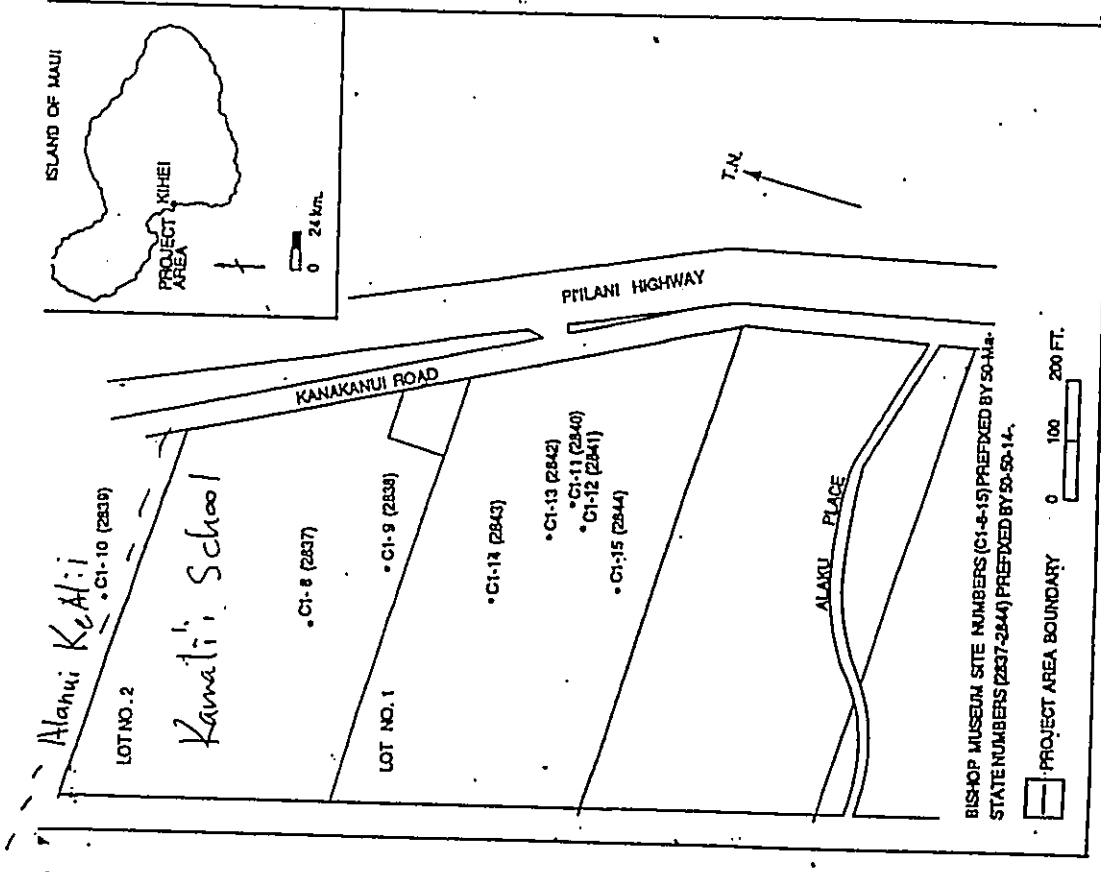 ISLAND OF MAUI
PROJECT
AREA
KIHEI
0 24 km.
T.N.
Alanui Ke Ali'i
C1-10 (2839)
LOT NO. 2
Kamali'i School
KANAKANUI ROAD
PI'ILANI HIGHWAY
C1-8 (2837)
C1-9 (2838)
LOT NO. 1
C1-14 (2843)
C1-13 (2842)
C1-11 (2840)
C1-12 (2841)
C1-15 (2844)
ALAKU PLACE
BISHOP MUSEUM SITE NUMBERS (C1-8-15) PREFIXED BY 50-Ma-
STATE NUMBERS (2837-2844) PREFIXED BY 50-50-14-.
PROJECT AREA BOUNDARY
0 100 200 FT.